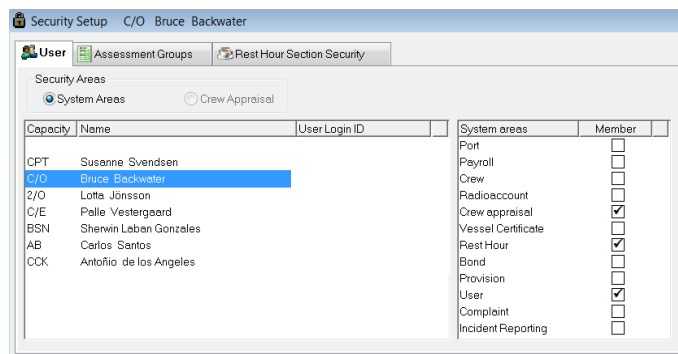 Security Setup C/O Bruce Backwater
User Assessment Groups Rest Hour Section Security
Security Areas
System Areas Crew Appraisal
Capacity Name User Login ID
CPT Susanne Svendsen
C/O Bruce Backwater
2/O Lotta Jönsson
C/E Palle Vestergaard
BSN Sherwin Laban Gonzales
AB Carlos Santos
CCK Antoñio de los Angeles
System areas Member
Port
Payroll
Crew
Radioaccount
Crew appraisal
Vessel Certificate
Rest Hour
Bond
Provision
User
Complaint
Incident Reporting